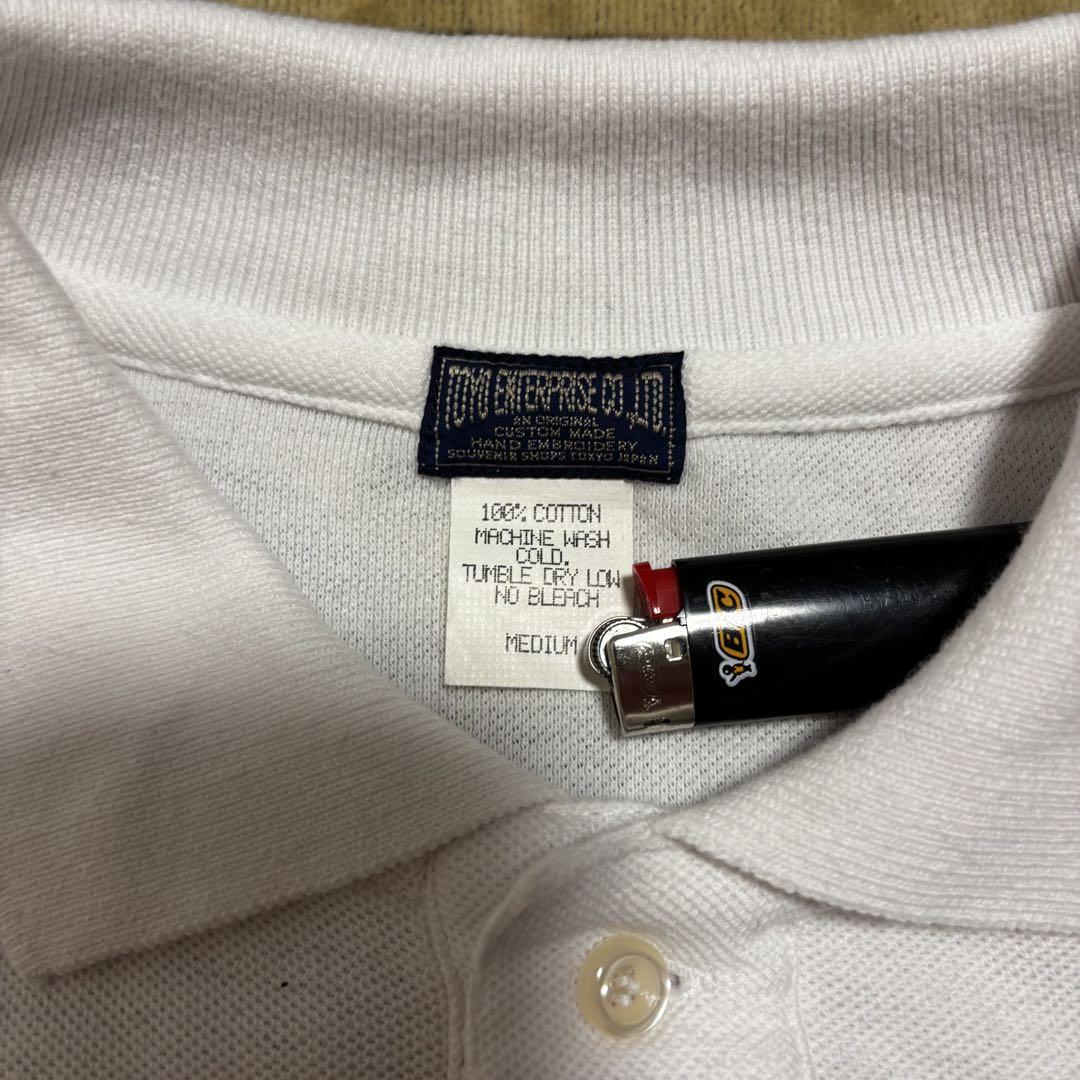 TOYO ENTERPRISE CO.,LTD.
AN ORIGINAL
CUSTOM MADE
HAND EMBROIDERY
SOUVENIR SHOPS TOKYO JAPAN
100% COTTON
MACHINE WASH
COLD.
TUMBLE DRY LOW
NO BLEACH
MEDIUM
BIC